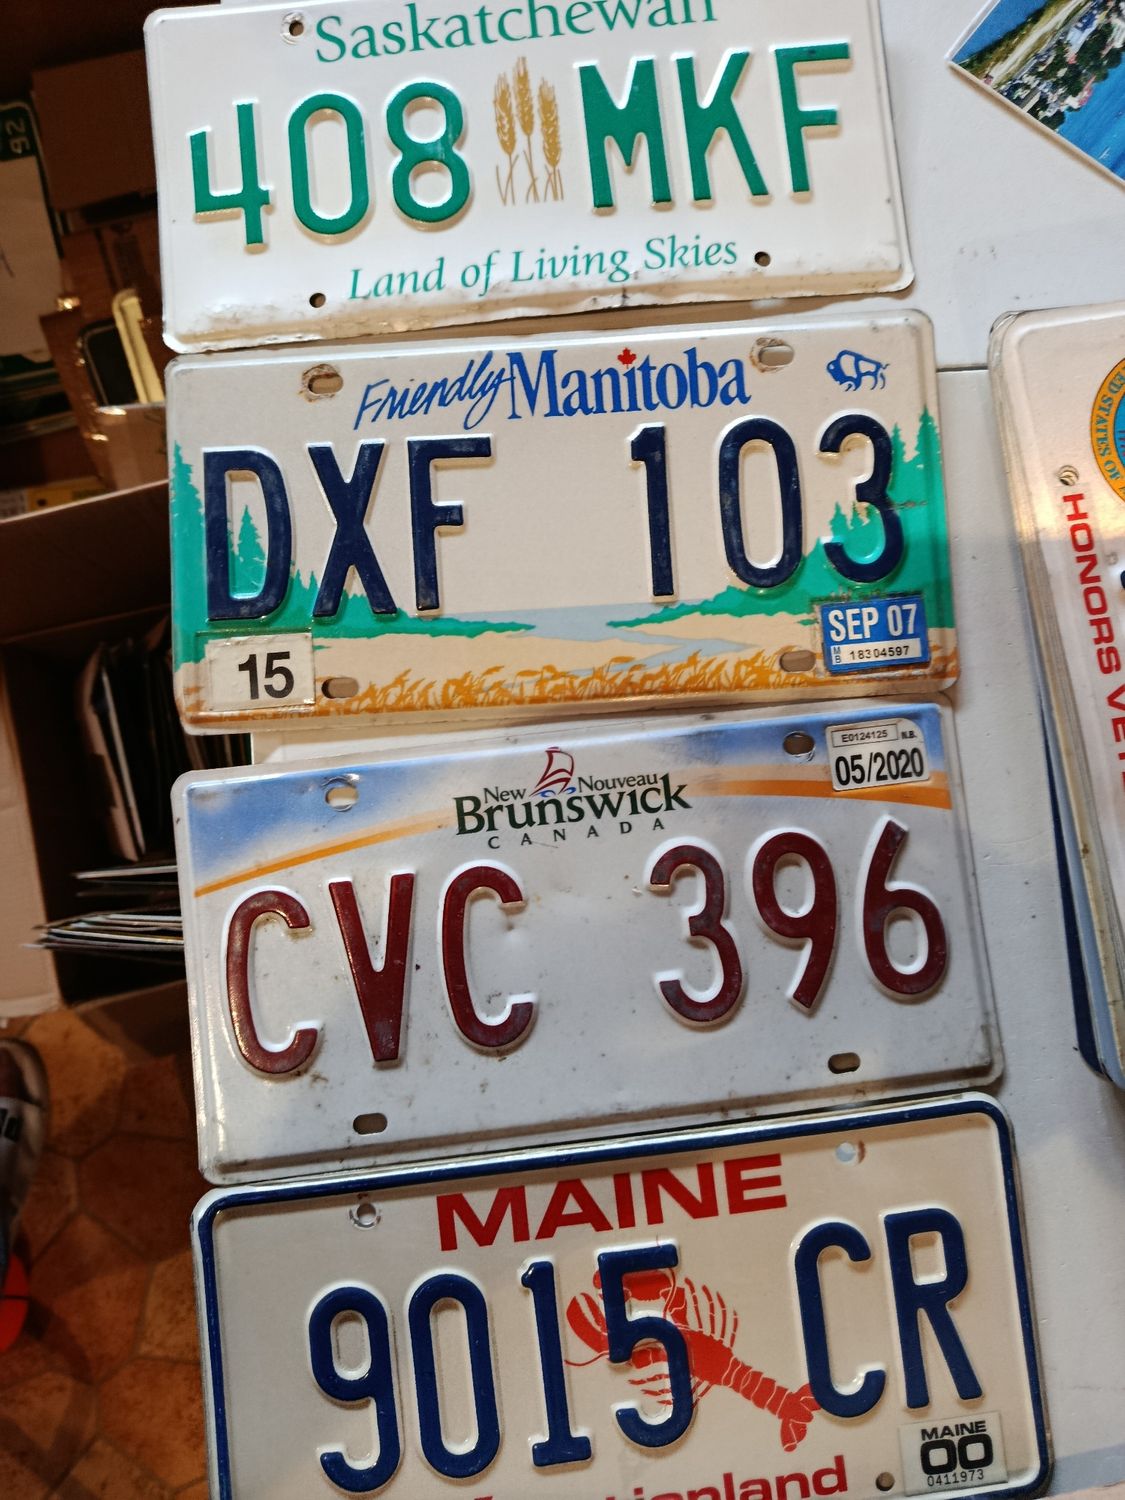 Saskatchewan
408 MKF
Land of Living Skies
Friendly Manitoba
DXF 103
15
SEP 07
MB 18304597
E0124125 N.B.
05/2020
New Nouveau
Brunswick
CANADA
CVC 396
MAINE
9015 CR
MAINE
00
0411973
HONORS
92